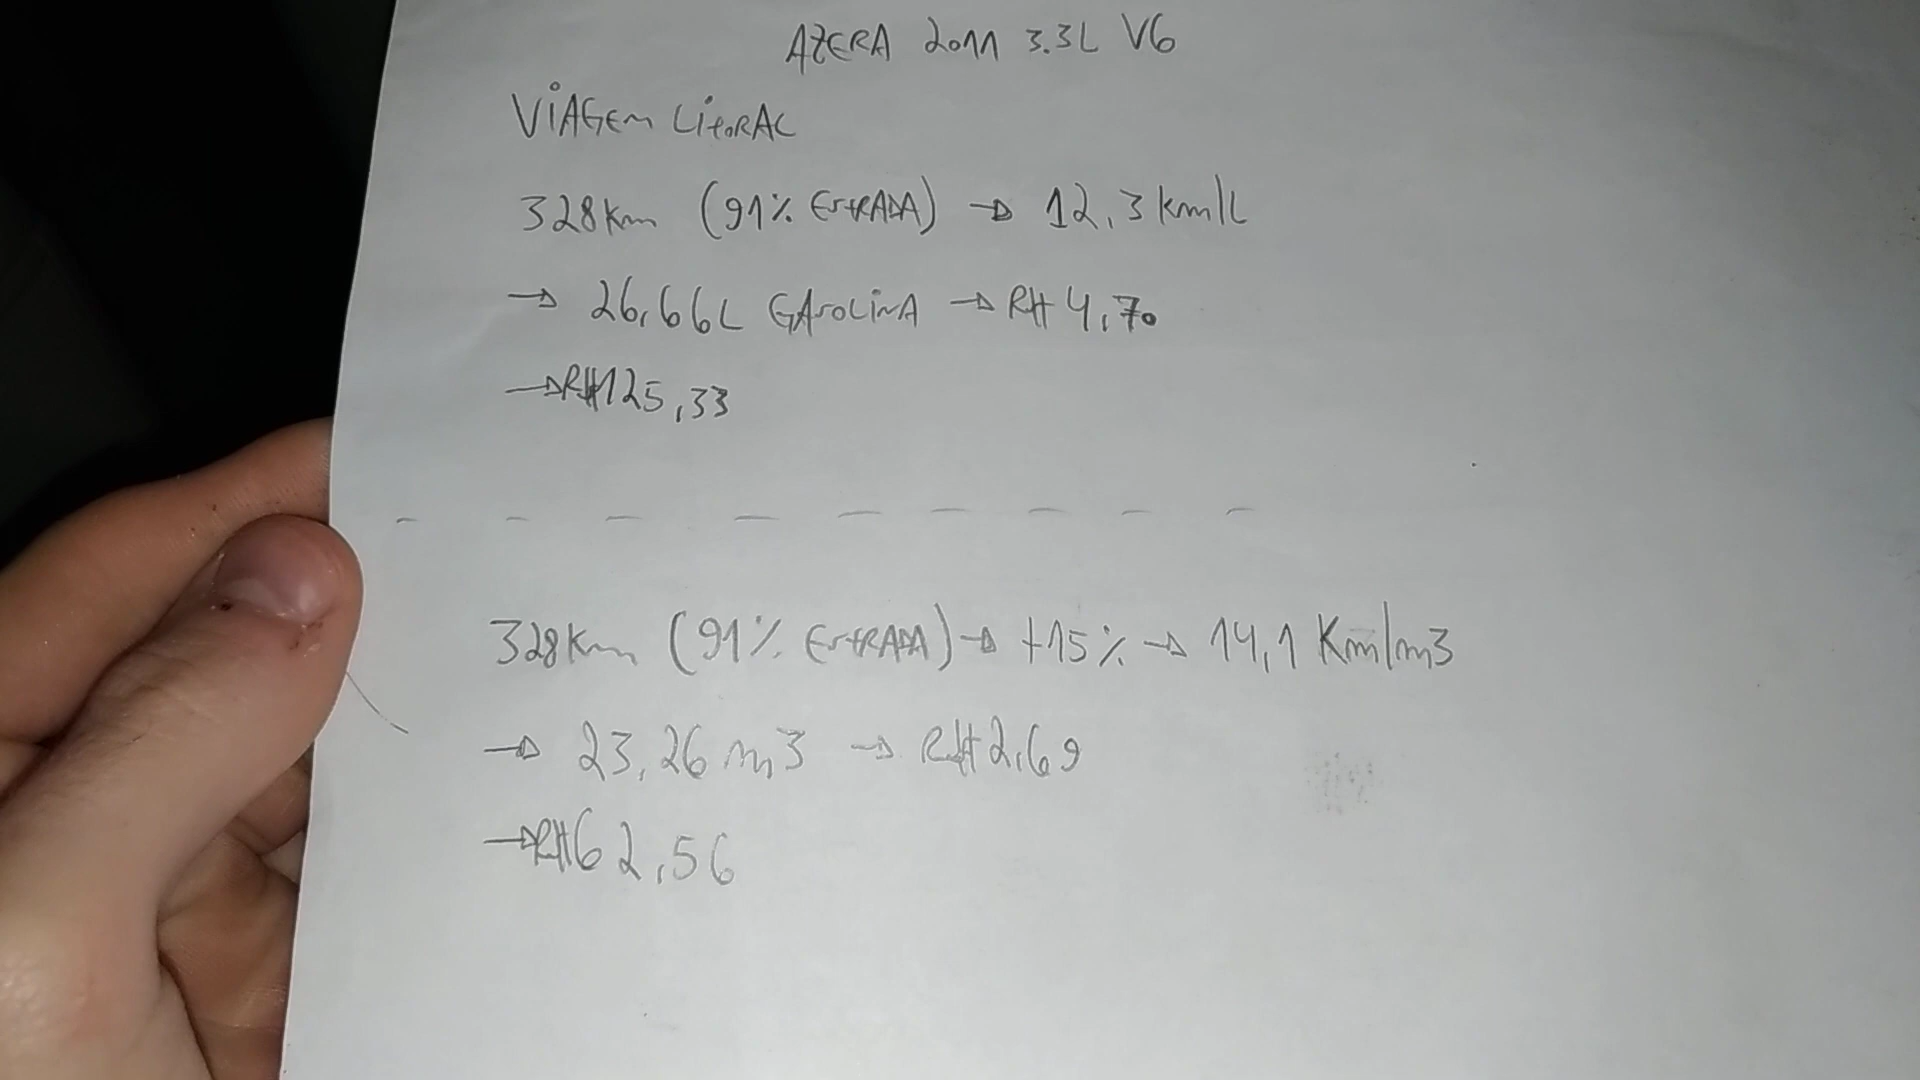 AZERA 2011 3.3L V6
ViAGEm LitoRAL
328Km (91% EstRADA) → 12,3 km/L
→ 26,66L GAsoLinA → R$ 4,70
→ R$125,33
- - - - - - - - -
328Km (91% EstRADA) → +15% → 14,1 Km/m3
→ 23,26 m3 → R$2,69
→ R$62,56